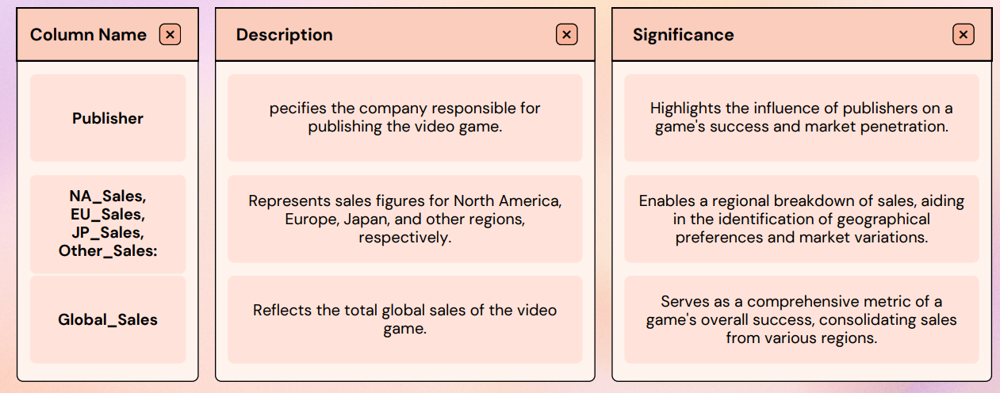 Column Name
Description
Significance
Publisher
pecifies the company responsible for
publishing the video game.
Highlights the influence of publishers on a
game's success and market penetration.
NA_Sales,
EU_Sales,
JP_Sales,
Other_Sales:
Represents sales figures for North America,
Europe, Japan, and other regions,
respectively.
Enables a regional breakdown of sales, aiding
in the identification of geographical
preferences and market variations.
Global_Sales
Reflects the total global sales of the video
game.
Serves as a comprehensive metric of a
game's overall success, consolidating sales
from various regions.